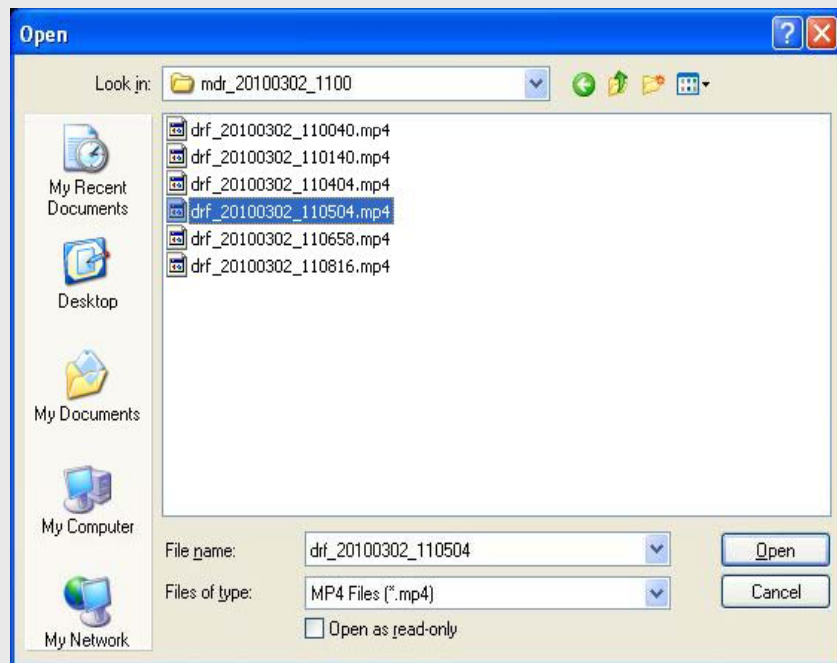 Open
Look in: mdr_20100302_1100
drf_20100302_110040.mp4
drf_20100302_110140.mp4
drf_20100302_110404.mp4
drf_20100302_110504.mp4
drf_20100302_110658.mp4
drf_20100302_110816.mp4
My Recent
Documents
Desktop
My Documents
My Computer
My Network
File name: drf_20100302_110504 Open
Files of type: MP4 Files (*.mp4) Cancel
Open as read-only